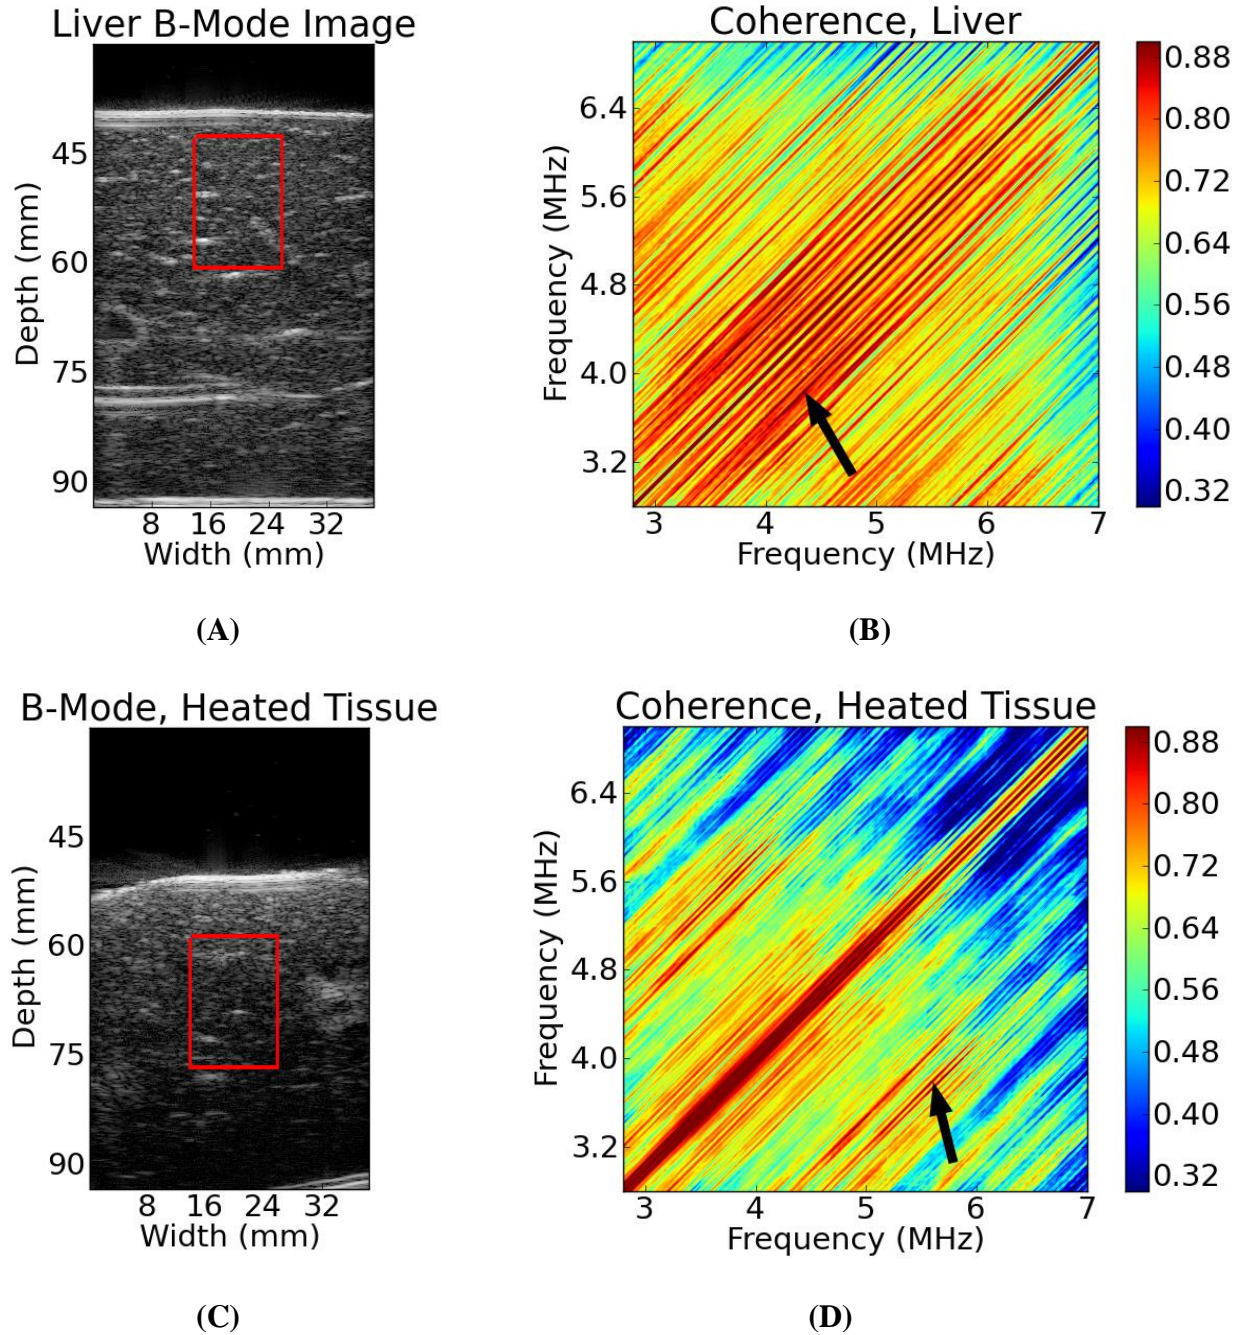 Liver B-Mode Image
Depth (mm)
45
60
75
90
8 16 24 32
Width (mm)
(A)
Coherence, Liver
Frequency (MHz)
6.4
5.6
4.8
4.0
3.2
3 4 5 6 7
Frequency (MHz)
0.88
0.80
0.72
0.64
0.56
0.48
0.40
0.32
(B)
B-Mode, Heated Tissue
Depth (mm)
45
60
75
90
8 16 24 32
Width (mm)
(C)
Coherence, Heated Tissue
Frequency (MHz)
6.4
5.6
4.8
4.0
3.2
3 4 5 6 7
Frequency (MHz)
0.88
0.80
0.72
0.64
0.56
0.48
0.40
0.32
(D)